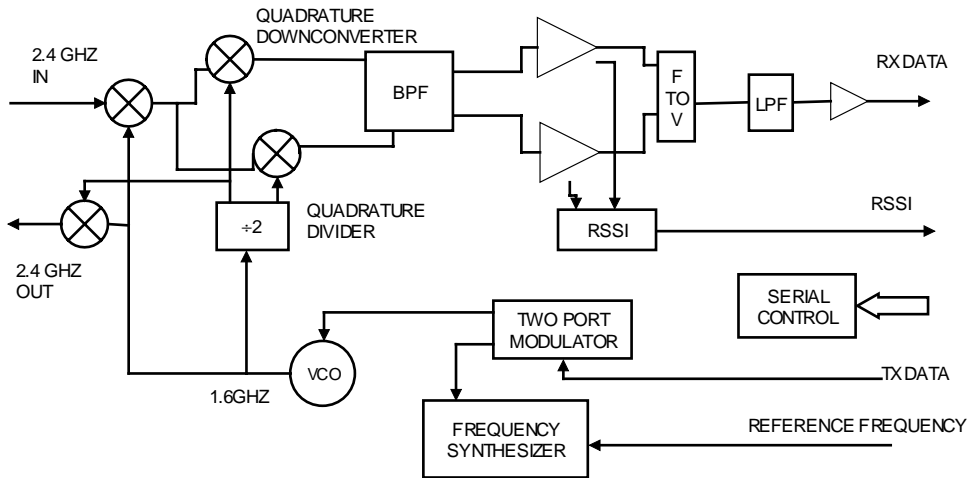 QUADRATURE
DOWNCONVERTER
2.4 GHZ
IN
BPF
F
TO
V
LPF
RX DATA
QUADRATURE
DIVIDER
÷2
RSSI
RSSI
2.4 GHZ
OUT
SERIAL
CONTROL
TWO PORT
MODULATOR
VCO
1.6GHZ
TX DATA
FREQUENCY
SYNTHESIZER
REFERENCE FREQUENCY